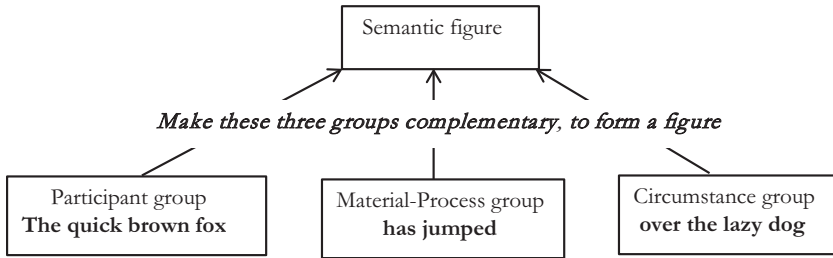 Semantic figure
Make these three groups complementary, to form a figure
Participant group
The quick brown fox
Material-Process group
has jumped
Circumstance group
over the lazy dog